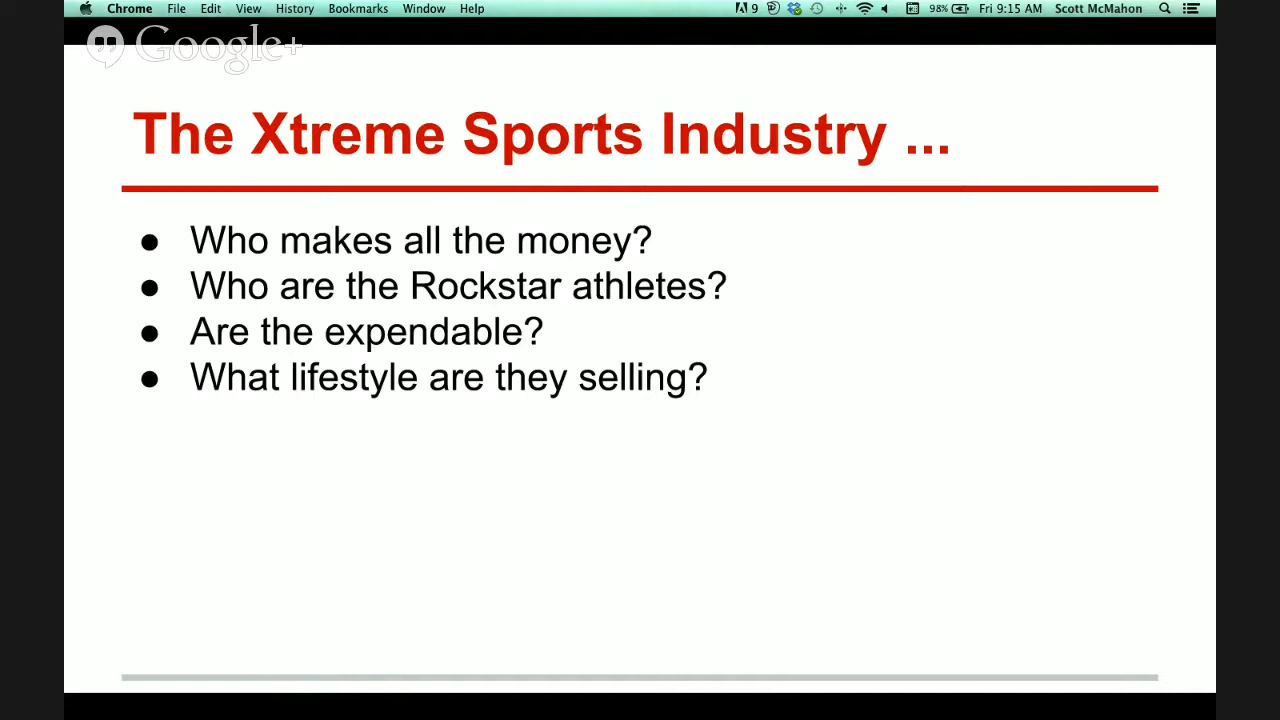 Chrome File Edit View History Bookmarks Window Help 9 98% Fri 9:15 AM Scott McMahon
Google+
The Xtreme Sports Industry ...
● Who makes all the money?
● Who are the Rockstar athletes?
● Are the expendable?
● What lifestyle are they selling?